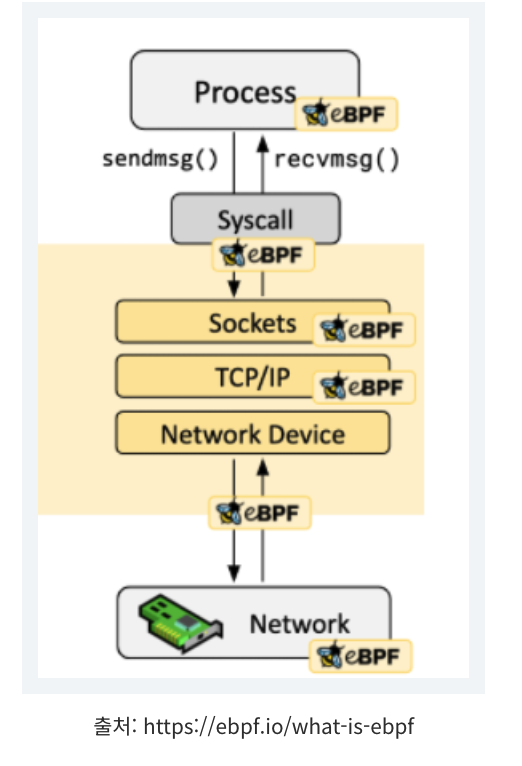 Process
eBPF
sendmsg()
recvmsg()
Syscall
eBPF
Sockets
eBPF
TCP/IP
eBPF
Network Device
eBPF
Network
eBPF
출처: https://ebpf.io/what-is-ebpf